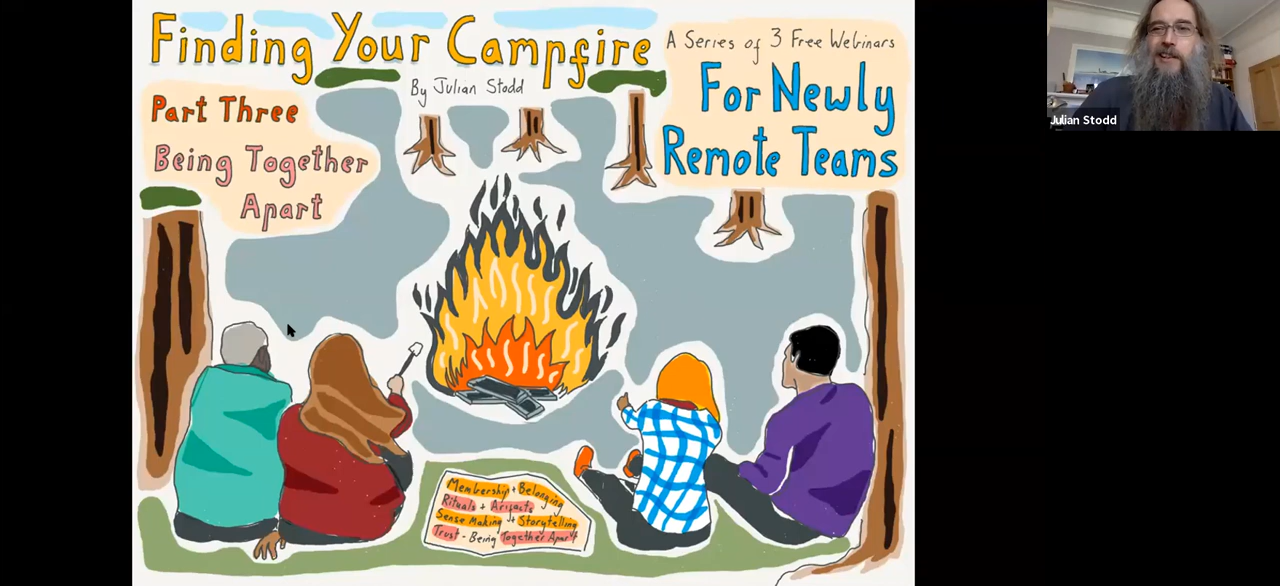 Finding Your Campfire
By Julian Stodd
A Series of 3 Free Webinars
For Newly
Remote Teams
Part Three
Being Together
Apart
Membership + Belonging
Rituals + Artifacts
Sense Making + Storytelling
Trust - Being Together Apart
Julian Stodd